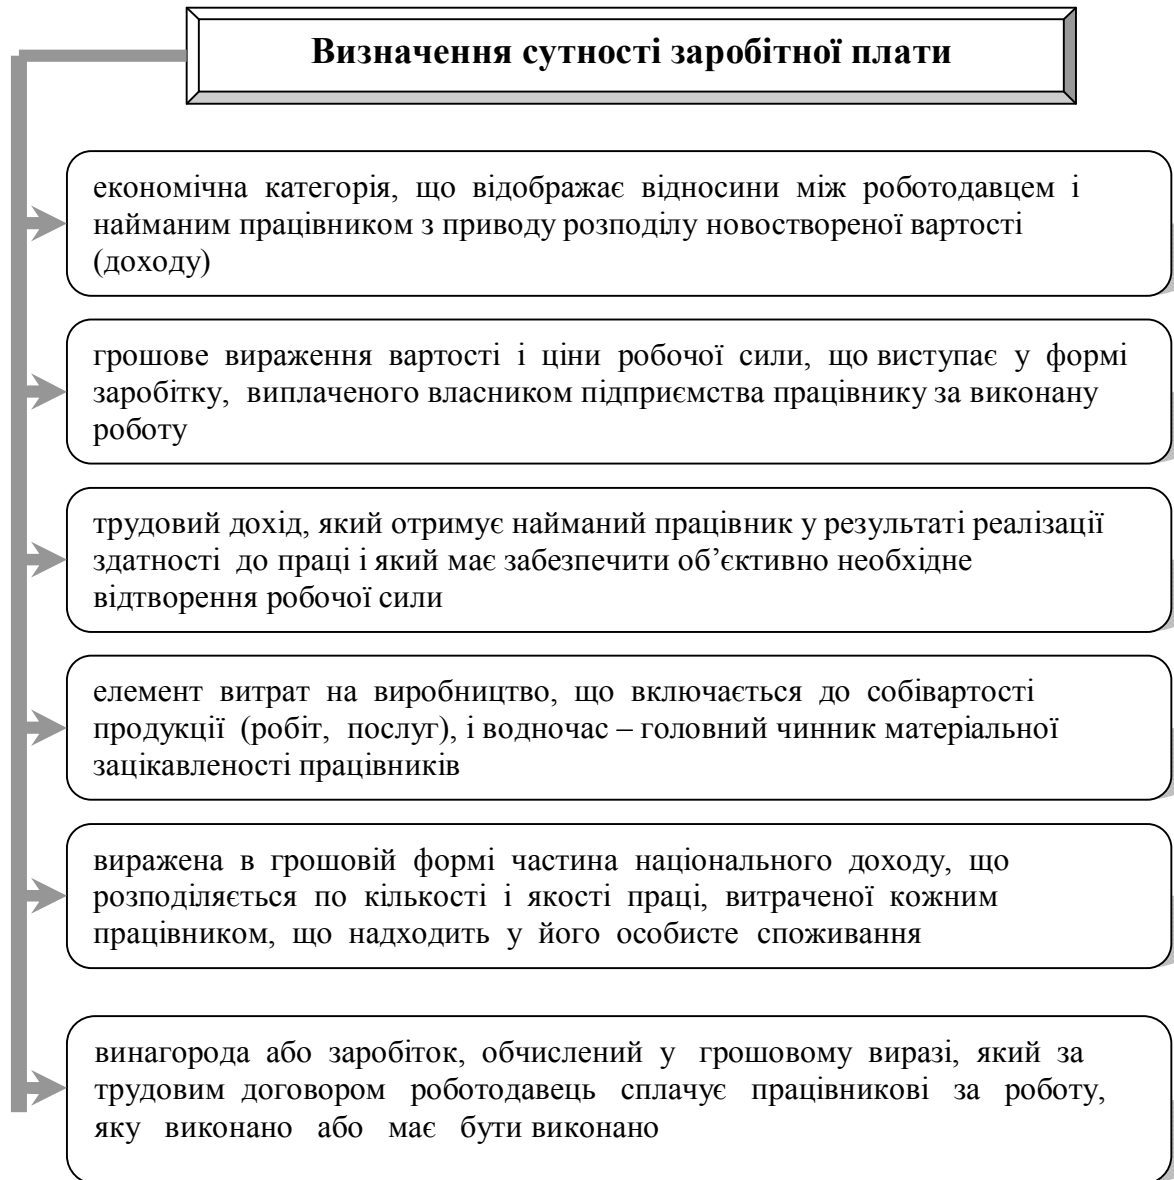 Визначення сутності заробітної плати
економічна категорія, що відображає відносини між роботодавцем і
найманим працівником з приводу розподілу новоствореної вартості
(доходу)
грошове вираження вартості і ціни робочої сили, що виступає у формі
заробітку, виплаченого власником підприємства працівнику за виконану
роботу
трудовий дохід, який отримує найманий працівник у результаті реалізації
здатності до праці і який має забезпечити об’єктивно необхідне
відтворення робочої сили
елемент витрат на виробництво, що включається до собівартості
продукції (робіт, послуг), і водночас – головний чинник матеріальної
зацікавленості працівників
виражена в грошовій формі частина національного доходу, що
розподіляється по кількості і якості праці, витраченої кожним
працівником, що надходить у його особисте споживання
винагорода або заробіток, обчислений у грошовому виразі, який за
трудовим договором роботодавець сплачує працівникові за роботу,
яку виконано або має бути виконано